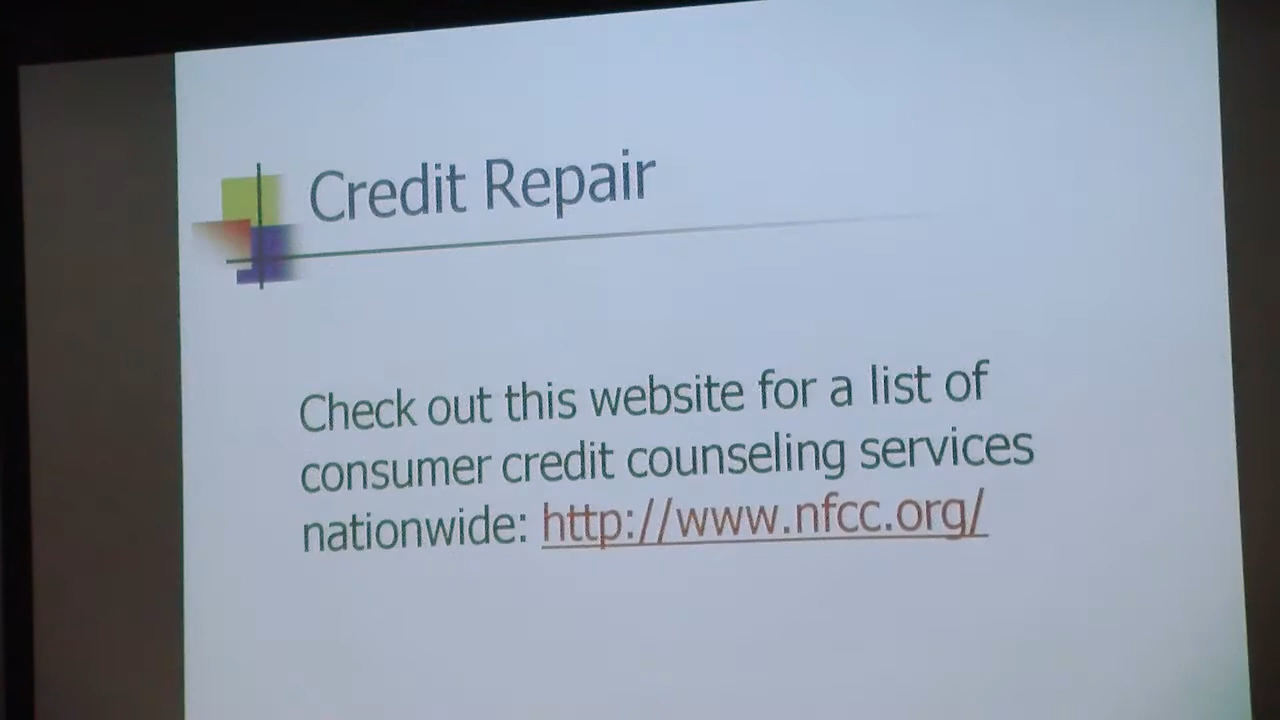 Credit Repair
Check out this website for a list of
consumer credit counseling services
nationwide: http://www.nfcc.org/